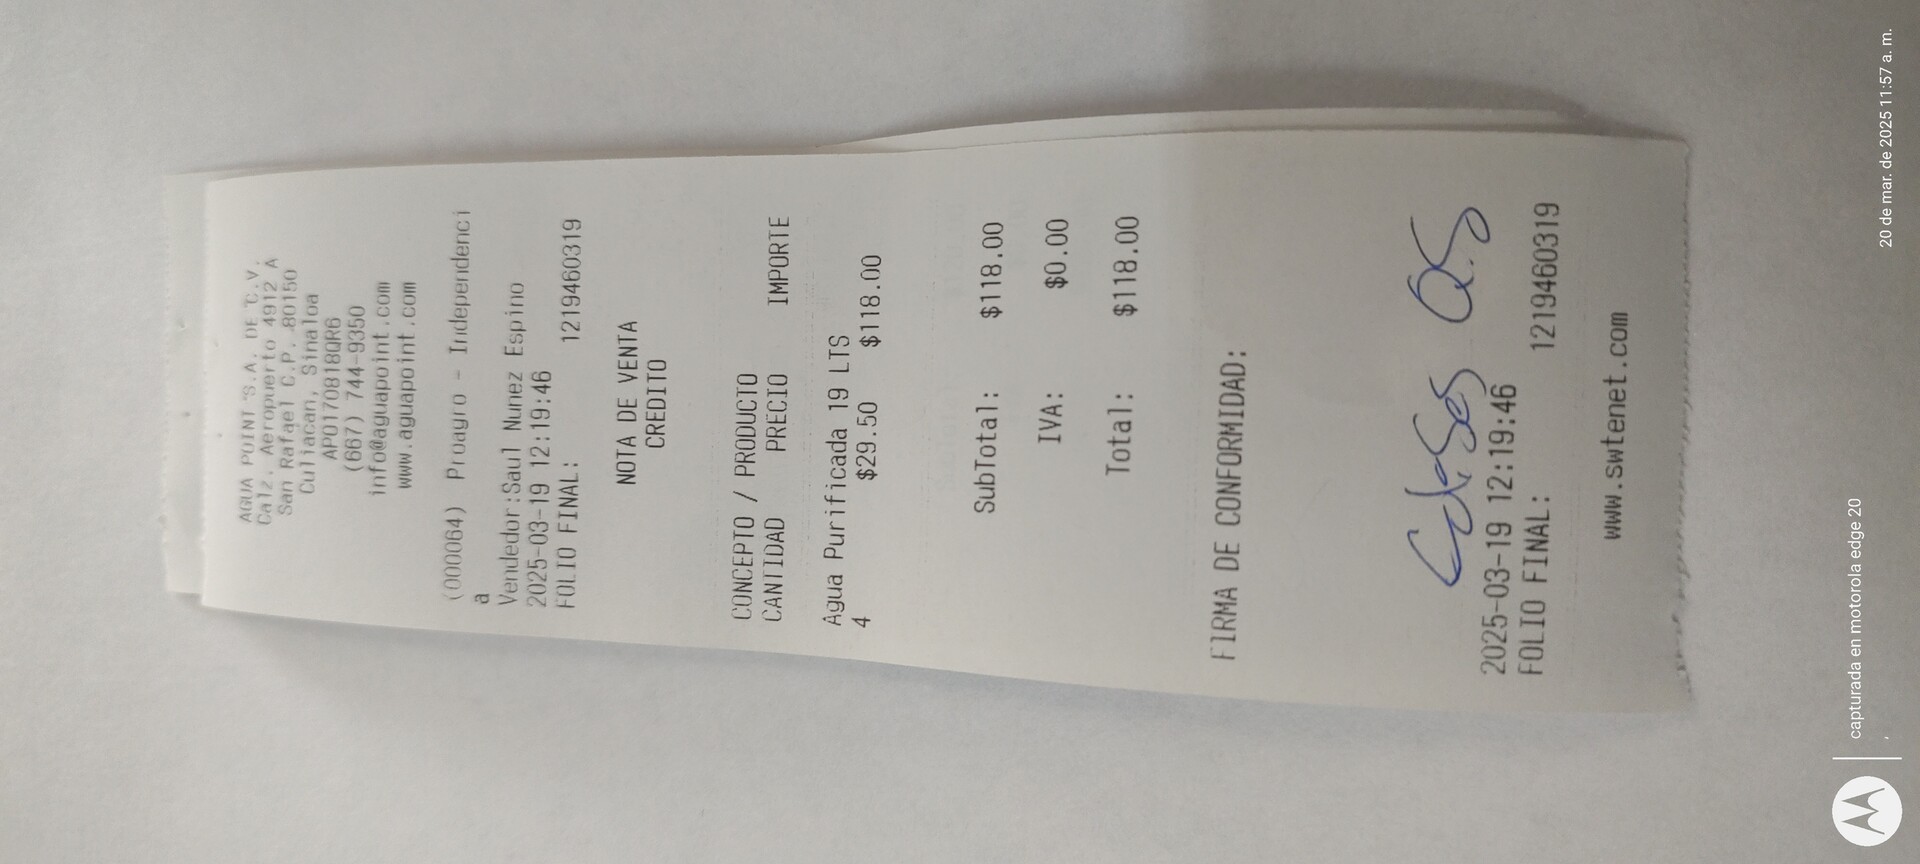 AGUA POINT S.A. DE C.V.
Calz. Aeropuerto 4912 A
San Rafael C.P. 80150
Culiacan, Sinaloa
APO170818QR6
(667) 744-9350
info@aguapoint.com
www.aguapoint.com
(000064) Proagro - Independenci
a
Vendedor:Saul Nunez Espino
2025-03-19 12:19:46
FOLIO FINAL: 1219460319
NOTA DE VENTA
CREDITO
CONCEPTO / PRODUCTO
CANTIDAD PRECIO IMPORTE
Agua Purificada 19 LTS
4 $29.50 $118.00
SubTotal: $118.00
IVA: $0.00
Total: $118.00
FIRMA DE CONFORMIDAD:
2025-03-19 12:19:46
FOLIO FINAL: 1219460319
www.swtenet.com
capturada en motorola edge 20
20 de mar. de 2025 11:57 a. m.